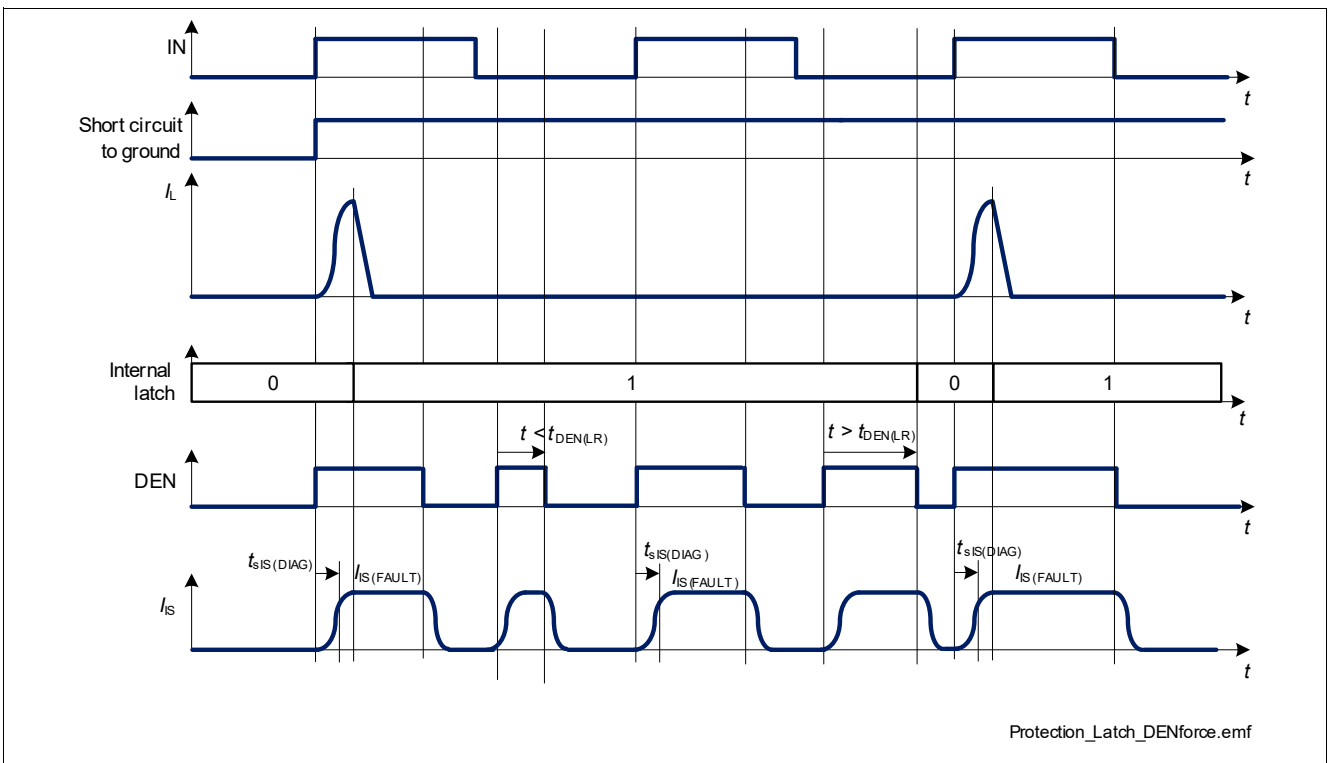 IN
t
Short circuit
to ground
t
IL
t
Internal
latch
0
1
0
1
t
t < tDEN(LR)
t > tDEN(LR)
DEN
t
tsIS(DIAG)
IIS(FAULT)
tsIS(DIAG)
IIS(FAULT)
tsIS(DIAG)
IIS(FAULT)
IIS
t
Protection_Latch_DENforce.emf